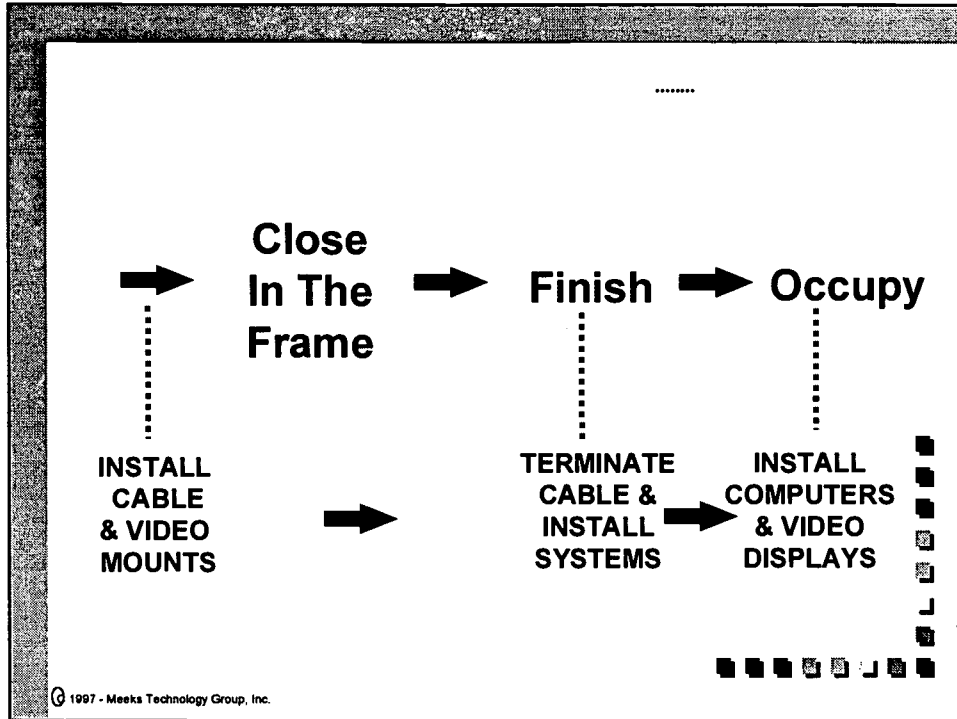 Close
In The
Frame
Finish
Occupy
INSTALL
CABLE
& VIDEO
MOUNTS
TERMINATE
CABLE &
INSTALL
SYSTEMS
INSTALL
COMPUTERS
& VIDEO
DISPLAYS
© 1997 - Meeks Technology Group, Inc.